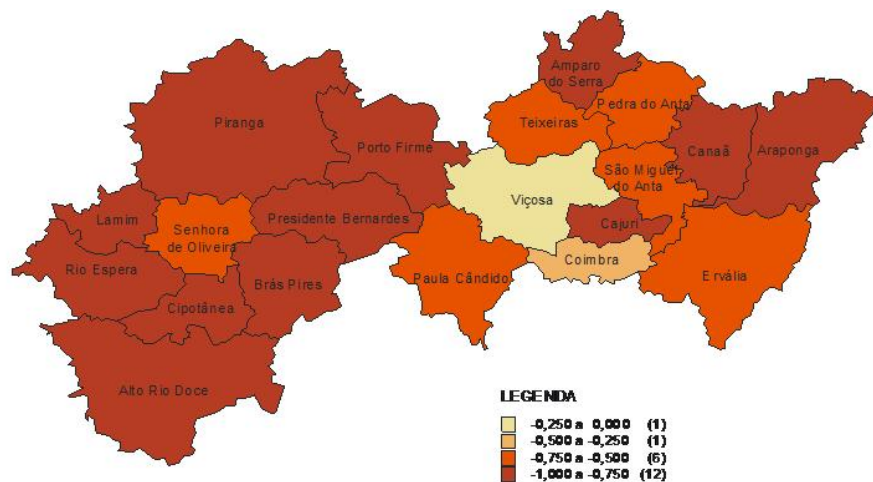 Amparo
do Serra
Pedra do Anta
Teixeiras
Piranga
Porto Firme
Canaã
Araponga
São Miguel
do Anta
Viçosa
Lamim
Senhora
de Oliveira
Presidente Bernardes
Cajuri
Rio Espera
Coimbra
Paula Cândido
Ervália
Brás Pires
Cipotânea
Alto Rio Doce
LEGENDA
-0,250 a 0,000 (1)
-0,500 a -0,250 (1)
-0,750 a -0,500 (6)
-1,000 a -0,750 (12)